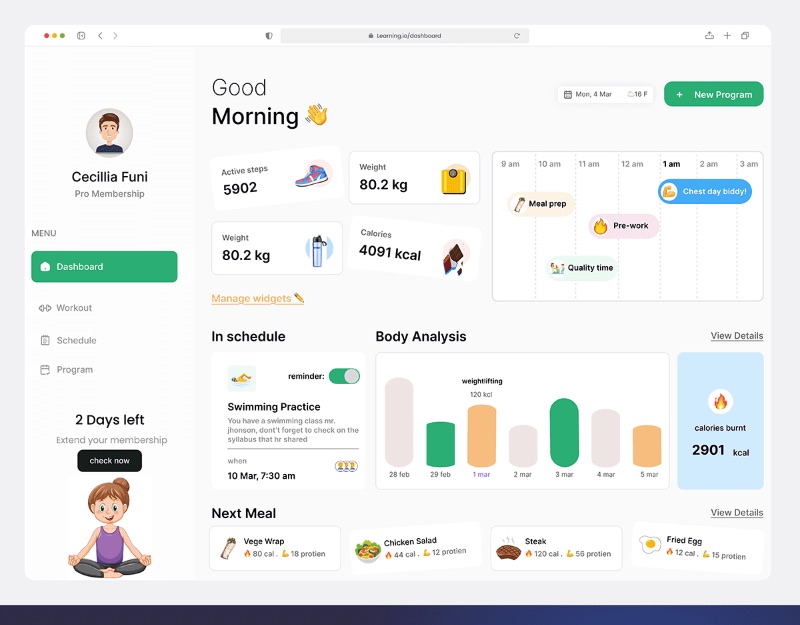 Learning.io/dashboard
Good
Morning 👋
Mon, 4 Mar
16 F
+ New Program
Cecillia Funi
Pro Membership
MENU
Dashboard
Workout
Schedule
Program
2 Days left
Extend your membership
check now
Active steps
5902
Weight
80.2 kg
Weight
80.2 kg
Calories
4091 kcal
Manage widgets
9 am 10 am 11 am 12 am 1 am 2 am 3 am
Chest day biddy!
Meal prep
Pre-work
Quality time
In schedule
reminder:
Swimming Practice
You have a swimming class mr.
jhonson, dont't forget to check on the
syllabus that hr shared
when
10 Mar, 7:30 am
Body Analysis
View Details
weightlifting
120 kcl
28 feb 29 feb 1 mar 2 mar 3 mar 4 mar 5 mar
calories burnt
2901 kcal
Next Meal
View Details
Vege Wrap
80 cal . 18 protien
Chicken Salad
44 cal . 12 protien
Steak
120 cal . 56 protien
Fried Egg
12 cal . 15 protien